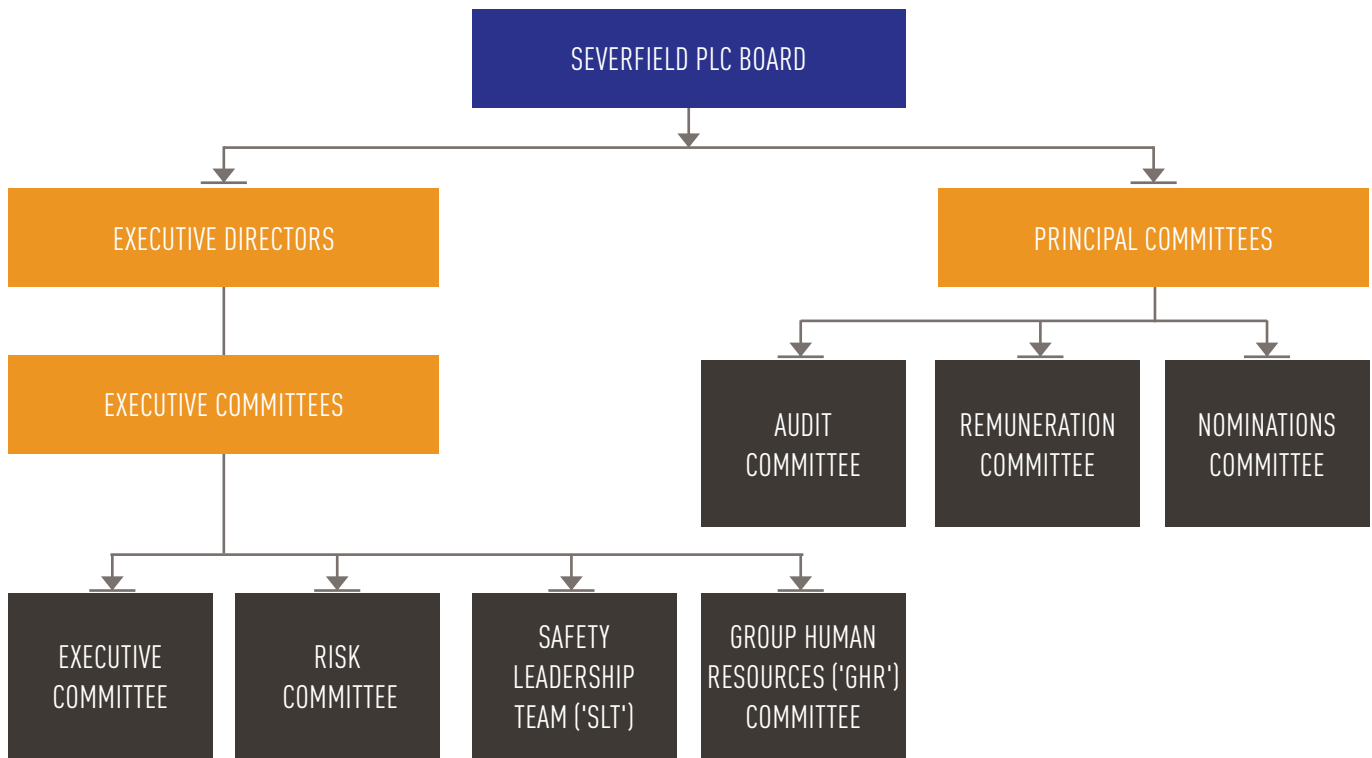 SEVERFIELD PLC BOARD
EXECUTIVE DIRECTORS
PRINCIPAL COMMITTEES
EXECUTIVE COMMITTEES
AUDIT
COMMITTEE
REMUNERATION
COMMITTEE
NOMINATIONS
COMMITTEE
EXECUTIVE
COMMITTEE
RISK
COMMITTEE
SAFETY
LEADERSHIP
TEAM ('SLT')
GROUP HUMAN
RESOURCES ('GHR')
COMMITTEE